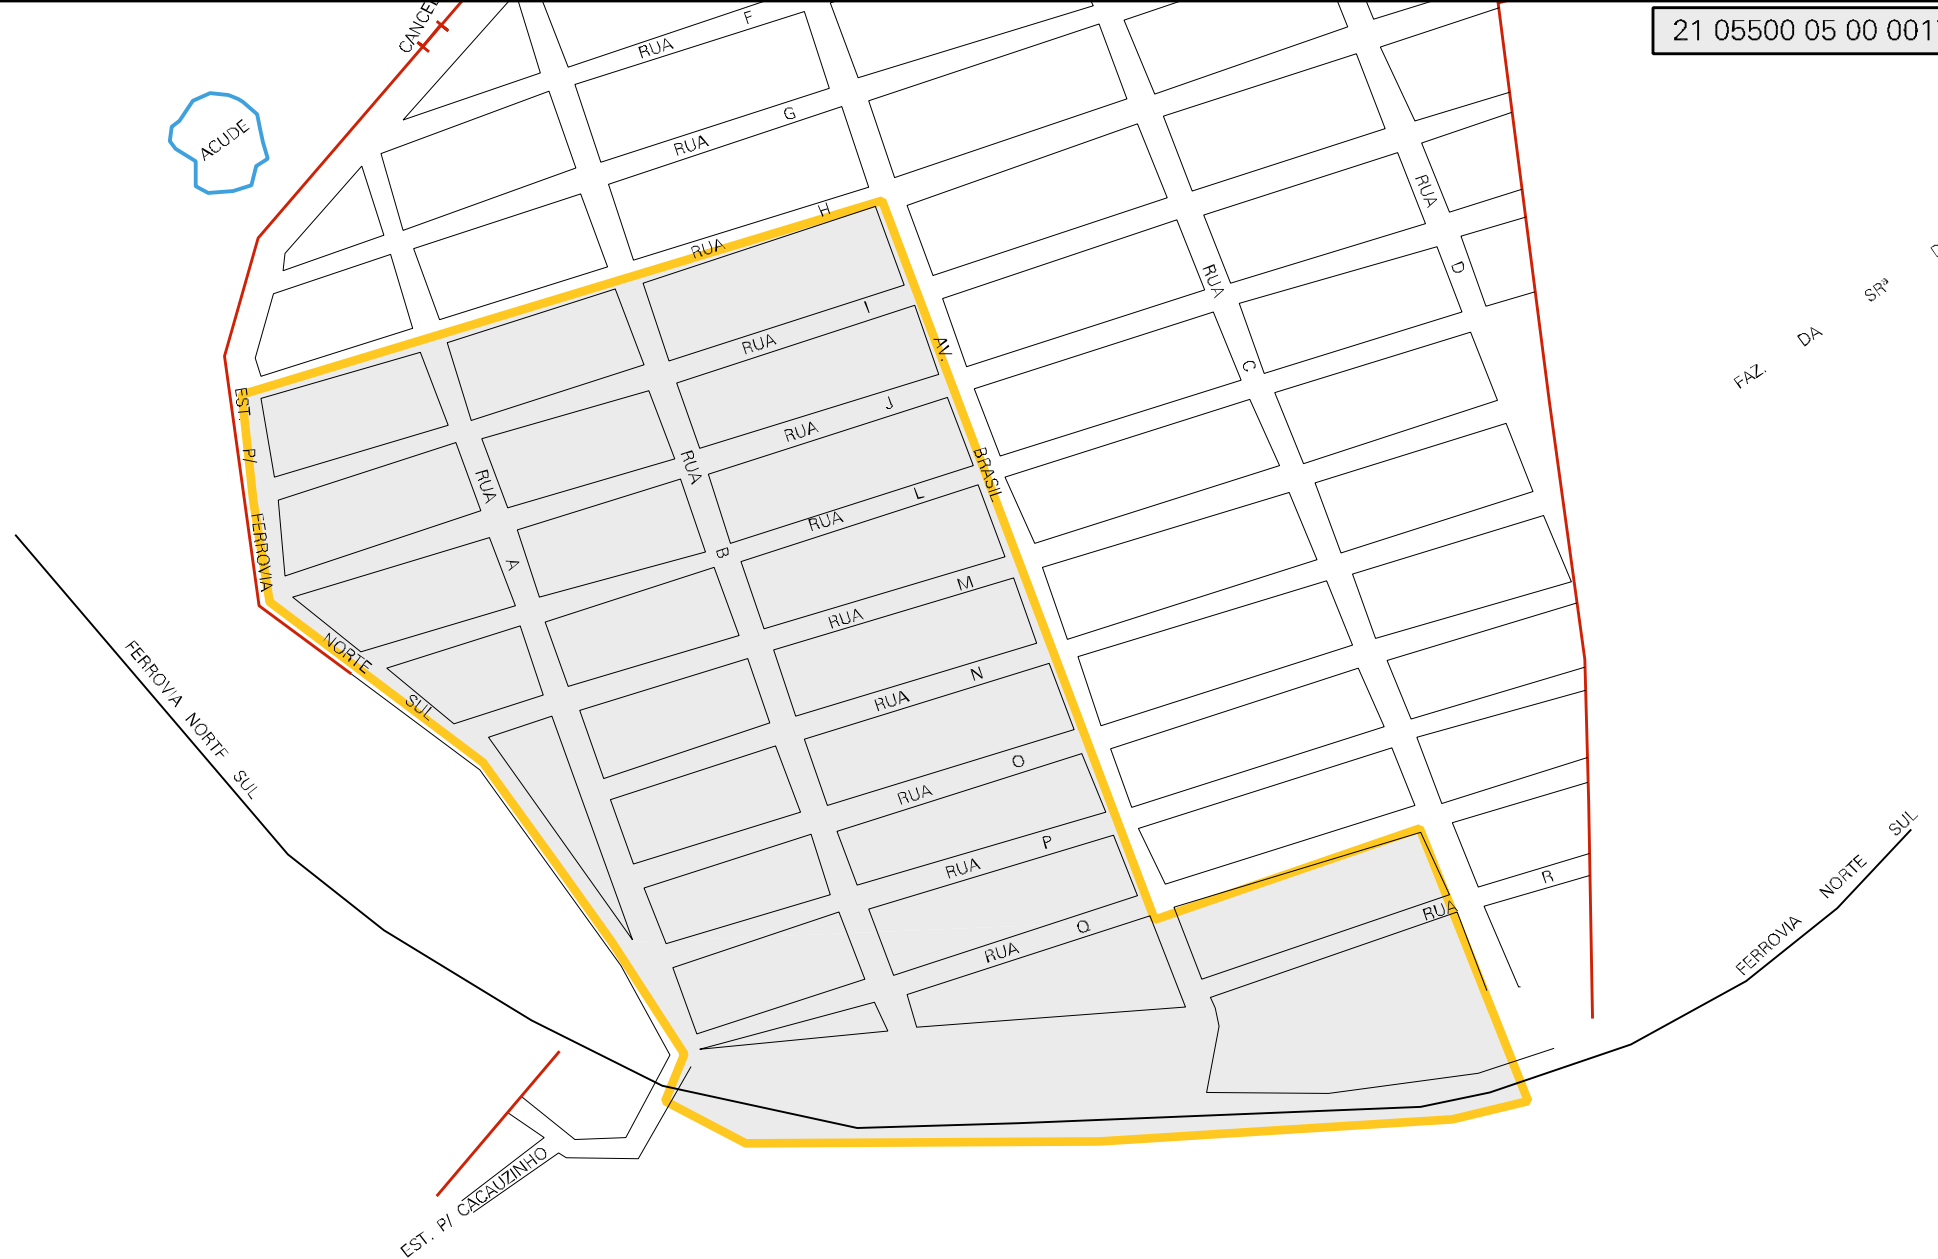 CANCEL
RUA F
21 05500 05 00 001
ACUDE
RUA G
RUA H
RUA D
RUA C
FAZ. DA SRª D
RUA I
AV. BRASIL
RUA J
RUA A
RUA B
RUA L
RUA M
RUA N
RUA O
RUA P
RUA Q
RUA R
EST. P/ FERROVIA NORTE SUL
FERROVIA NORTE SUL
FERROVIA NORTE SUL
EST. P/ CACAUZINHO